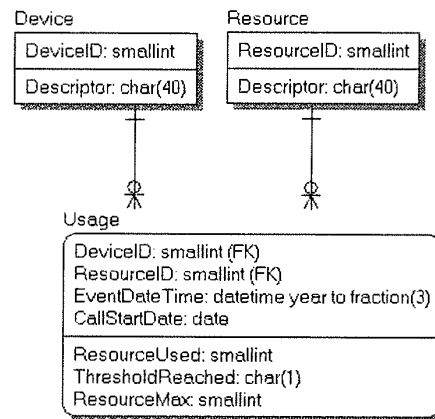 Device
DeviceID: smallint
Descriptor: char(40)
Resource
ResourceID: smallint
Descriptor: char(40)
Usage
DeviceID: smallint (FK)
ResourceID: smallint (FK)
EventDateTime: datetime year to fraction(3)
CallStartDate: date
ResourceUsed: smallint
ThresholdReached: char(1)
ResourceMax: smallint